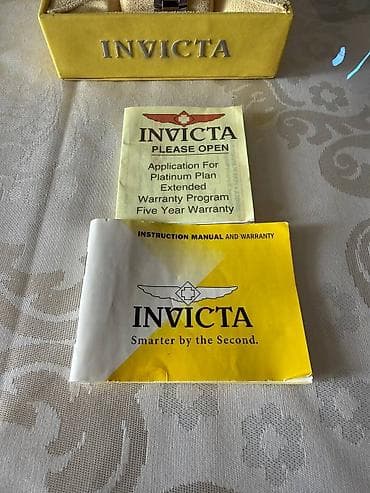 INVICTA
INVICTA
PLEASE OPEN
Application For
Platinum Plan
Extended
Warranty Program
Five Year Warranty
INSTRUCTION MANUAL AND WARRANTY
INVICTA
Smarter by the Second.